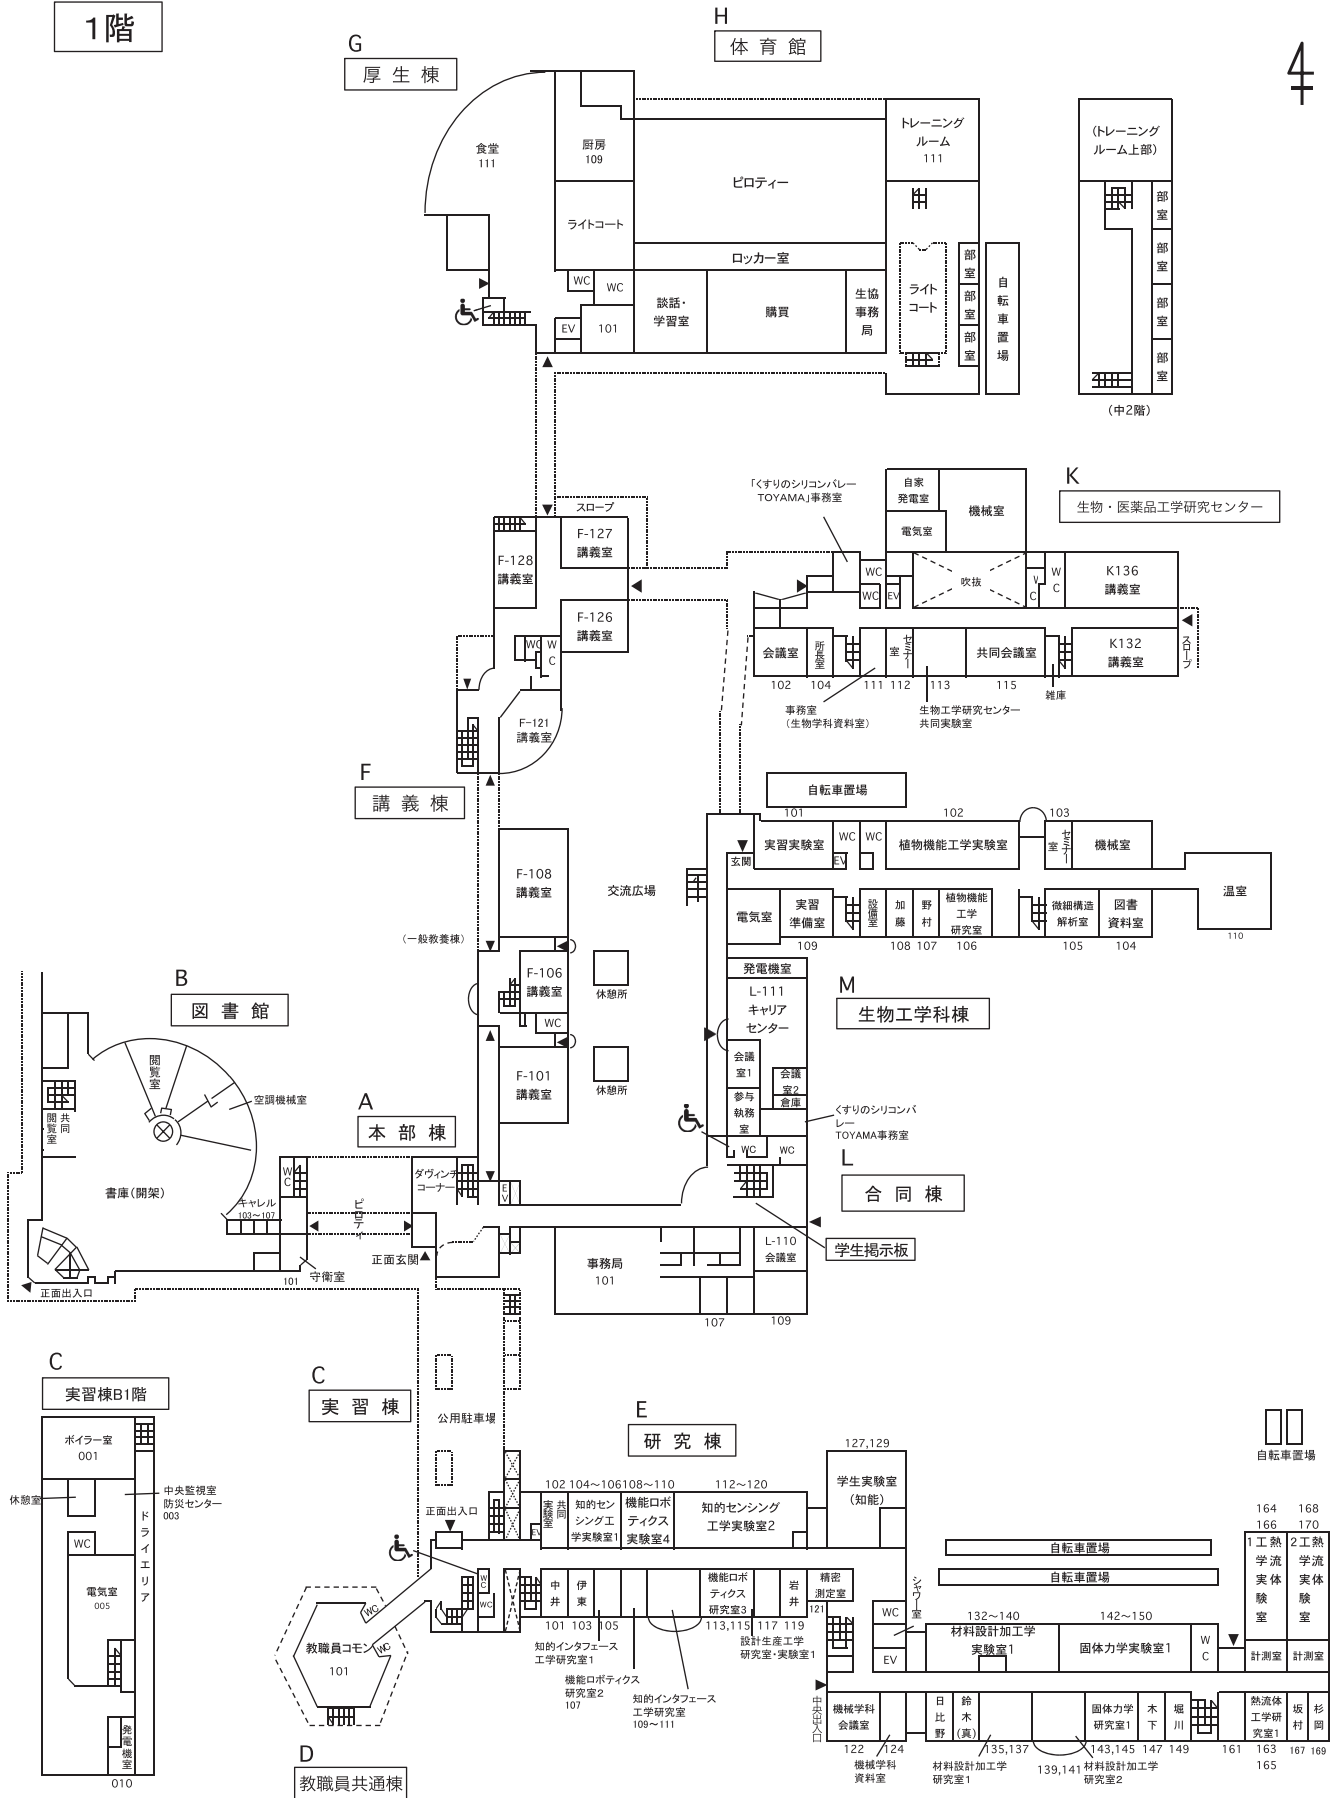 1階
G
厚生棟
H
体育館
4
食堂
111
厨房
109
ライトコート
ピロティー
ロッカー室
WC
WC
EV
101
談話・
学習室
購買
生協
事務
局
トレーニング
ルーム
111
ライト
コート
部室
部室
部室
自転車置場
(トレーニング
ルーム上部)
部室
部室
部室
部室
(中2階)
スロープ
F-127
講義室
F-128
講義室
F-126
講義室
WC
WC
F-121
講義室
F
講義棟
「くすりのシリコンバレー
TOYAMA」事務室
K
生物・医薬品工学研究センター
自家
発電室
電気室
機械室
WC
WC
EV
吹抜
WC
WC
K136
講義室
会議室
所長室
セミナー室
共同会議室
K132
講義室
スロープ
102
104
111
112
113
115
雑庫
事務室
(生物学科資料室)
生物工学研究センター
共同実験室
自転車置場
101
102
103
実習実験室
WC
EV
WC
植物機能工学実験室
セミナー室
機械室
玄関
電気室
実習
準備室
設備室
加藤
野村
植物機能
工学
研究室
微細構造
解析室
図書
資料室
温室
110
109
108
107
106
105
104
M
生物工学科棟
F-108
講義室
交流広場
(一般教養棟)
F-106
講義室
WC
休憩所
F-101
講義室
休憩所
発電機室
L-111
キャリア
センター
会議
室1
会議
室2
倉庫
参与
執務
室
WC
WC
くすりのシリコンバ
レー
TOYAMA事務室
L
合同棟
学生掲示板
L-110
会議室
109
107
事務局
101
B
図書館
閲覧室
空調機械室
共同閲覧室
書庫(開架)
キャレル
103～107
WC
ピロティ
101
守衛室
正面出入口
A
本部棟
ダヴィンチ
コーナー
EV
正面玄関
C
実習棟B1階
ボイラー室
001
休憩室
中央監視室
防災センター
003
ドライエリア
WC
電気室
005
発電機室
010
C
実習棟
公用駐車場
正面出入口
WC
WC
WC
WC
教職員コモン
101
D
教職員共通棟
E
研究棟
102
104～106
108～110
112～120
127,129
EV
共同実験室
知的セン
シング工
学実験室1
機能ロボ
ティクス
実験室4
知的センシング
工学実験室2
学生実験室
(知能)
中井
伊東
機能ロボ
ティクス
研究室3
岩井
精密
測定室
121
101
103
105
113,115
117
119
知的インタフェース
工学研究室1
機能ロボティクス
研究室2
107
知的インタフェース
工学研究室
109～111
設計生産工学
研究室・実験室1
シャワー室
WC
EV
自転車置場
自転車置場
自転車置場
132～140
材料設計加工学
実験室1
142～150
固体力学実験室1
WC
164
166
168
170
熱流体
工学実験室
1
熱流体
工学実験室
2
計測室
計測室
中央出入口
機械学科
会議室
122
124
機械学科
資料室
日比野
鈴木(真)
135,137
材料設計加工学
研究室1
139,141
材料設計加工学
研究室2
固体力学
研究室1
143,145
木下
147
堀川
149
161
熱流体
工学研
究室1
163
165
坂村
167
杉岡
169